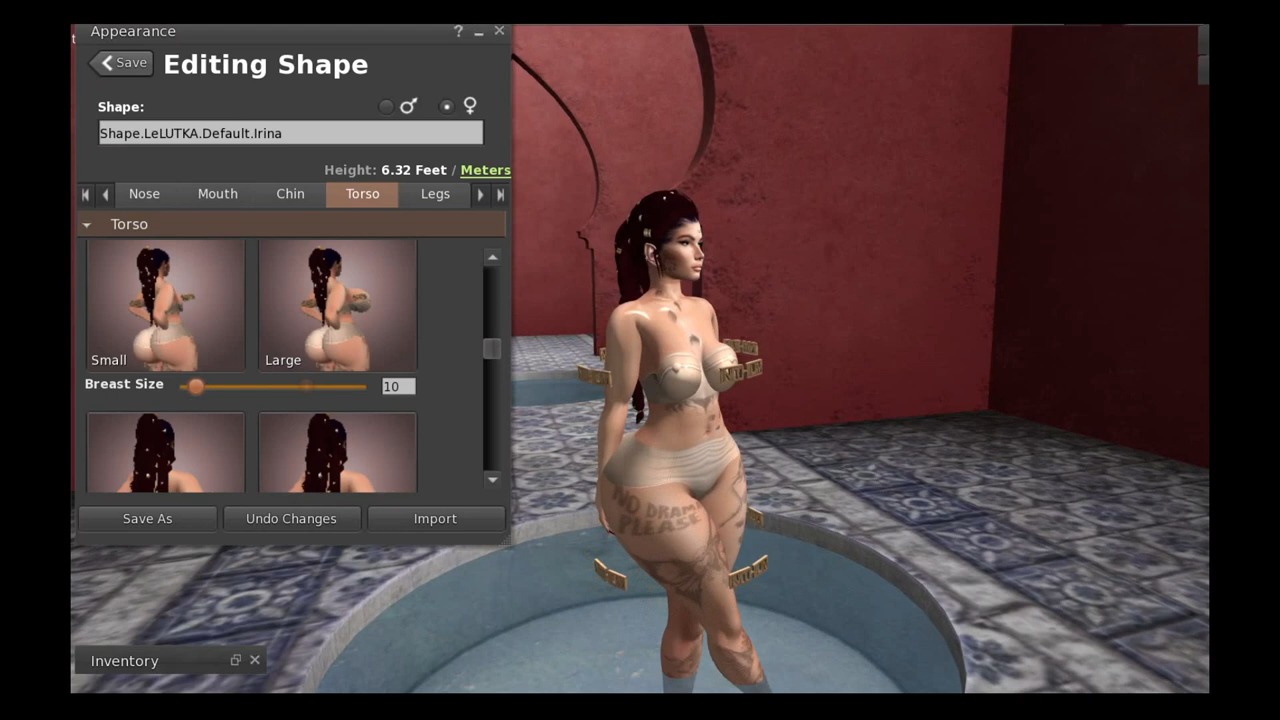 Appearance
Save
Editing Shape
Shape:
Shape.LeLUTKA.Default.Irina
Height: 6.32 Feet / Meters
Nose Mouth Chin Torso Legs
Torso
Small Large
Breast Size 10
Save As Undo Changes Import
Inventory
NO DRAMA
PLEASE